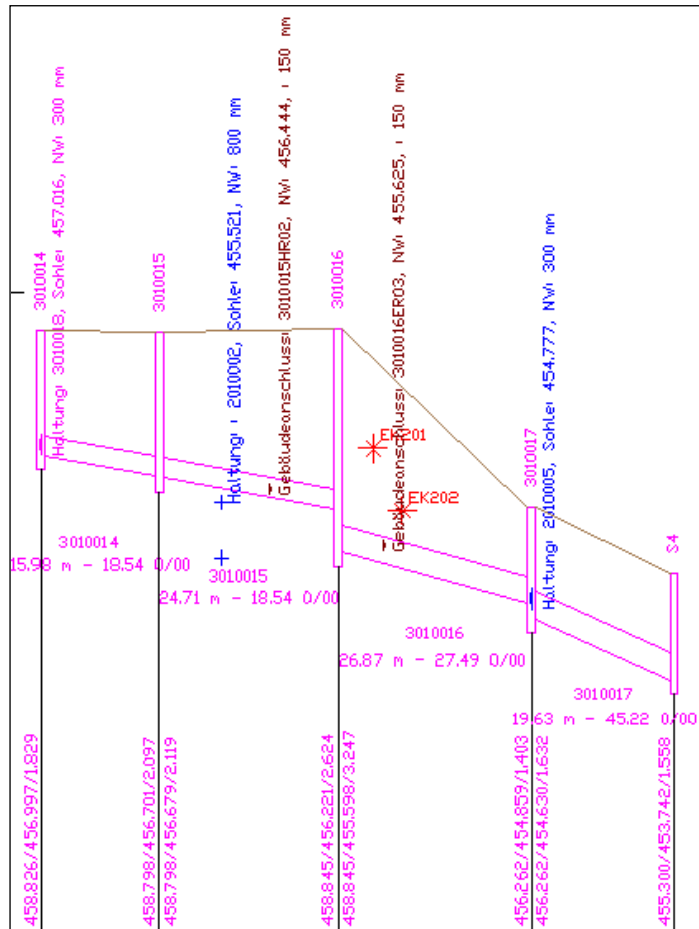 3010014
Haltung: 3010018, Sohle: 457.016, NW: 300 mm
3010015
Haltung : 2010002, Sohle: 455.521, NW: 800 mm
Gebäudeanschluss: 3010015HR02, NW: 456.444, : 150 mm
3010016
Gebäudeanschluss: 3010016ER03, NW: 455.625, : 150 mm
EK201
EK202
3010017
Haltung: 2010005, Sohle: 454.777, NW: 300 mm
S4
3010014
15.98 m - 18.54 0/00
3010015
24.71 m - 18.54 0/00
3010016
26.87 m - 27.49 0/00
3010017
19.63 m - 45.22 0/00
458.826/456.997/1.829
458.798/456.701/2.097
458.798/456.679/2.119
458.845/456.221/2.624
458.845/455.598/3.247
456.262/454.859/1.403
456.262/454.630/1.632
455.300/453.742/1.558